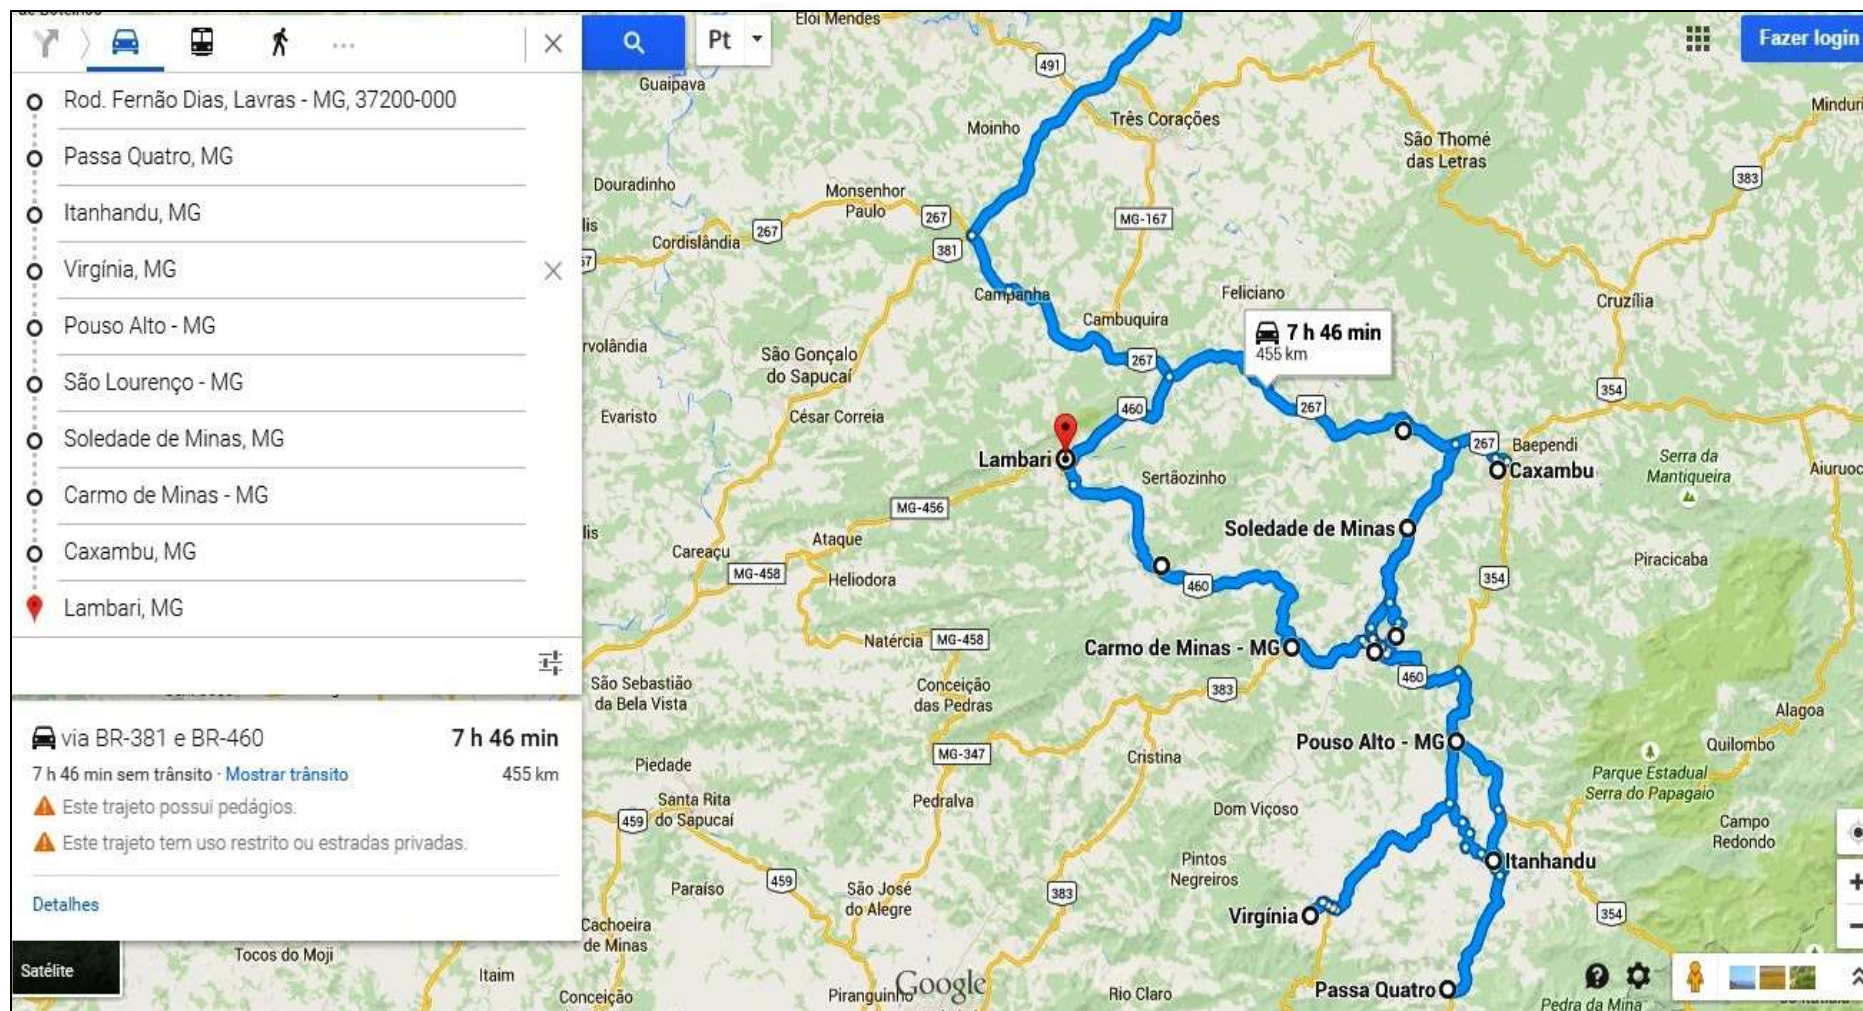 Rod. Fernão Dias, Lavras - MG, 37200-000
Passa Quatro, MG
Itanhandu, MG
Virgínia, MG
Pouso Alto - MG
São Lourenço - MG
Soledade de Minas, MG
Carmo de Minas - MG
Caxambu, MG
Lambari, MG
via BR-381 e BR-460
7 h 46 min
7 h 46 min sem trânsito · Mostrar trânsito
455 km
Este trajeto possui pedágios.
Este trajeto tem uso restrito ou estradas privadas.
Detalhes
Satélite
Pt
Fazer login
Elói Mendes
491
Guaipava
Três Corações
Moinho
São Thomé
das Letras
383
Douradinho
Monsenhor
Paulo
267
MG-167
267
Cordislândia
381
Campanha
Feliciano
Cruzília
Cambuquira
7 h 46 min
455 km
São Gonçalo
do Sapucaí
267
354
Evaristo
César Correia
460
267
267
Baependi
Lambari
Caxambu
Serra da
Mantiqueira
Sertãozinho
MG-456
Soledade de Minas
Ataque
Careaçu
MG-458
Heliodora
460
354
Piracicaba
Natércia
MG-458
Carmo de Minas - MG
São Sebastião
da Bela Vista
Conceição
das Pedras
383
460
Alagoa
Pouso Alto - MG
Quilombo
MG-347
Cristina
Piedade
Parque Estadual
Serra do Papagaio
Santa Rita
do Sapucaí
459
Pedralva
Dom Viçoso
Campo
Redondo
Pintos
Negreiros
Itanhandu
Paraíso
459
São José
do Alegre
383
Virgínia
354
Cachoeira
de Minas
Tocos do Moji
Itaim
Conceição
Piranguinho
Google
Rio Claro
Passa Quatro
Pedra da Mina